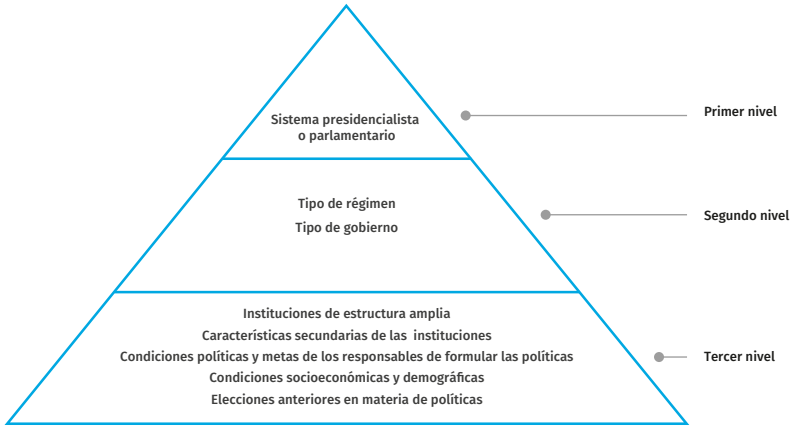 Sistema presidencialista
o parlamentario
Primer nivel
Tipo de régimen
Tipo de gobierno
Segundo nivel
Instituciones de estructura amplia
Características secundarias de las instituciones
Condiciones políticas y metas de los responsables de formular las políticas
Condiciones socioeconómicas y demográficas
Elecciones anteriores en materia de políticas
Tercer nivel